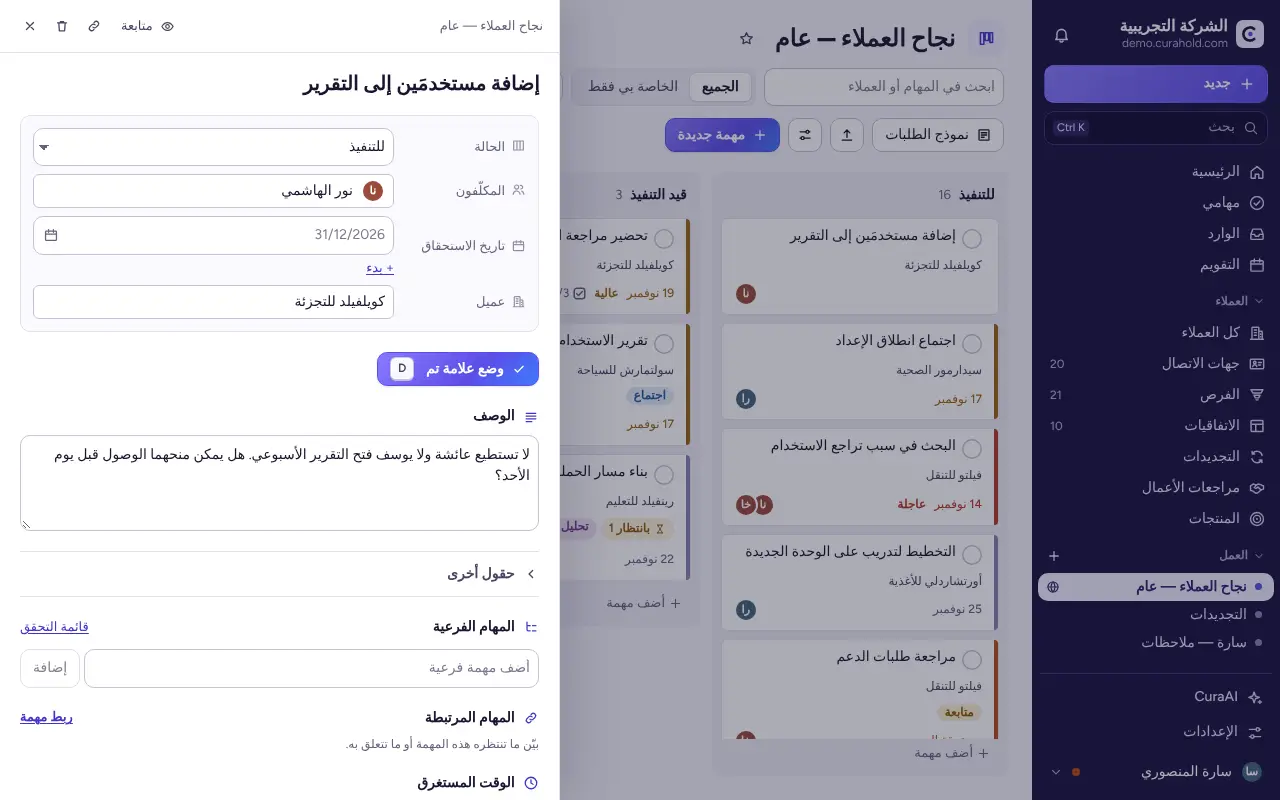 الشركة التجريبية
demo.curahold.com
جديد
بحث
Ctrl K
الرئيسية
مهامي
الوارد
التقويم
العملاء
كل العملاء
جهات الاتصال 20
الفرص 21
الاتفاقيات 10
التجديدات
مراجعات الأعمال
المنتجات
العمل
نجاح العملاء — عام
التجديدات
سارة — ملاحظات
CuraAI
الإعدادات
سا سارة المنصوري
نجاح العملاء — عام
ابحث في المهام أو العملاء
الجميع
الخاصة بي فقط
نموذج الطلبات
مهمة جديدة
للتنفيذ 16
إضافة مستخدمَين إلى التقرير
كويلفيلد للتجزئة
نا
اجتماع انطلاق الإعداد
سيدارمور الصحية
17 نوفمبر
را
البحث في سبب تراجع الاستخدام
فيلتو للتنقل
14 نوفمبر عاجلة
نا خا
التخطيط لتدريب على الوحدة الجديدة
أورتشاردلي للأغذية
25 نوفمبر
را
مراجعة طلبات الدعم
فيلتو للتنقل
متابعة
أضف مهمة
قيد التنفيذ 3
تحضير مراجعة
كويلفيلد للتجزئة
19 نوفمبر عالية
/3
تقرير الاستخدام
سولتمارش للسياحة
اجتماع
17 نوفمبر
بناء مسار
رينفيلد للتعليم
بانتظار 1
تحليل
22 نوفمبر
أضف مهمة
نجاح العملاء — عام
متابعة
إضافة مستخدمَين إلى التقرير
الحالة
للتنفيذ
المكلّفون
نا نور الهاشمي
تاريخ الاستحقاق
31/12/2026
+ بدء
عميل
كويلفيلد للتجزئة
وضع علامة تم D
الوصف
لا تستطيع عائشة ولا يوسف فتح التقرير الأسبوعي. هل يمكن منحهما الوصول قبل يوم
الأحد؟
حقول أخرى
المهام الفرعية
قائمة التحقق
أضف مهمة فرعية
إضافة
المهام المرتبطة
ربط مهمة
بيّن ما تنتظره هذه المهمة أو ما تتعلق به.
الوقت المستغرق